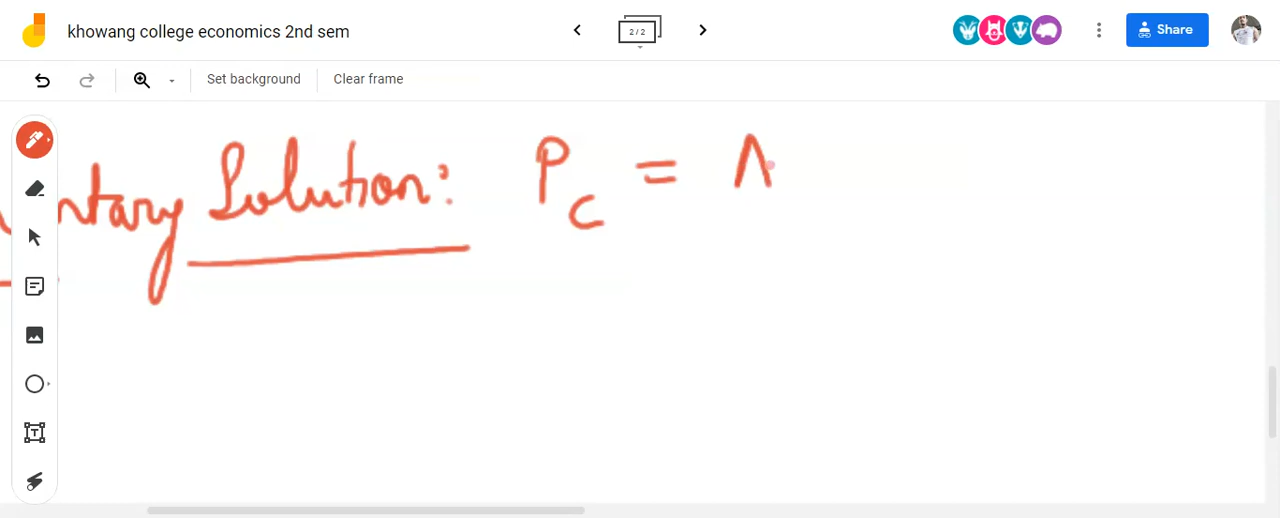 khowang college economics 2nd sem
2/2
Share
Set background
Clear frame
ntary Solution: Pc = Λ